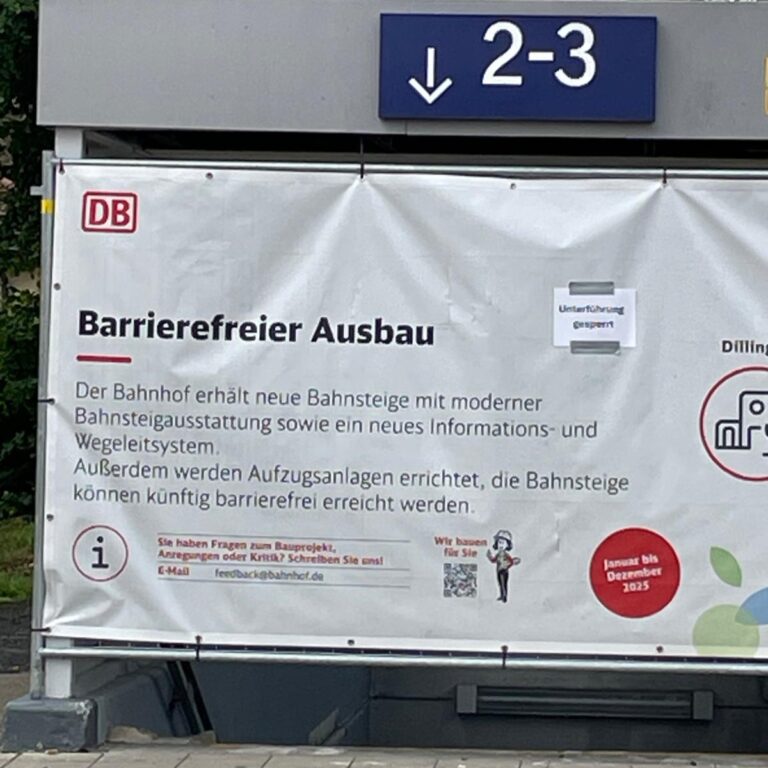 ↓ 2-3
DB
Unterführung
gesperrt
Barrierefreier Ausbau
Der Bahnhof erhält neue Bahnsteige mit moderner
Bahnsteigausstattung sowie ein neues Informations- und
Wegeleitsystem.
Außerdem werden Aufzugsanlagen errichtet, die Bahnsteige
können künftig barrierefrei erreicht werden.
i
Sie haben Fragen zum Bauprojekt,
Anregungen oder Kritik? Schreiben Sie uns!
E-Mail feedback@bahnhof.de
Wir bauen
für Sie
Januar bis
Dezember
2025
Dilling